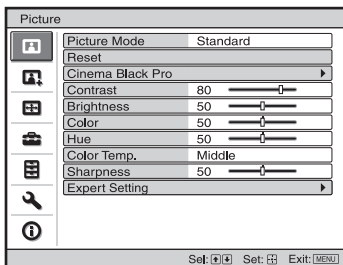 Picture
Picture Mode Standard
Reset
Cinema Black Pro
Contrast 80
Brightness 50
Color 50
Hue 50
Color Temp. Middle
Sharpness 50
Expert Setting
Sel: Set: Exit: MENU